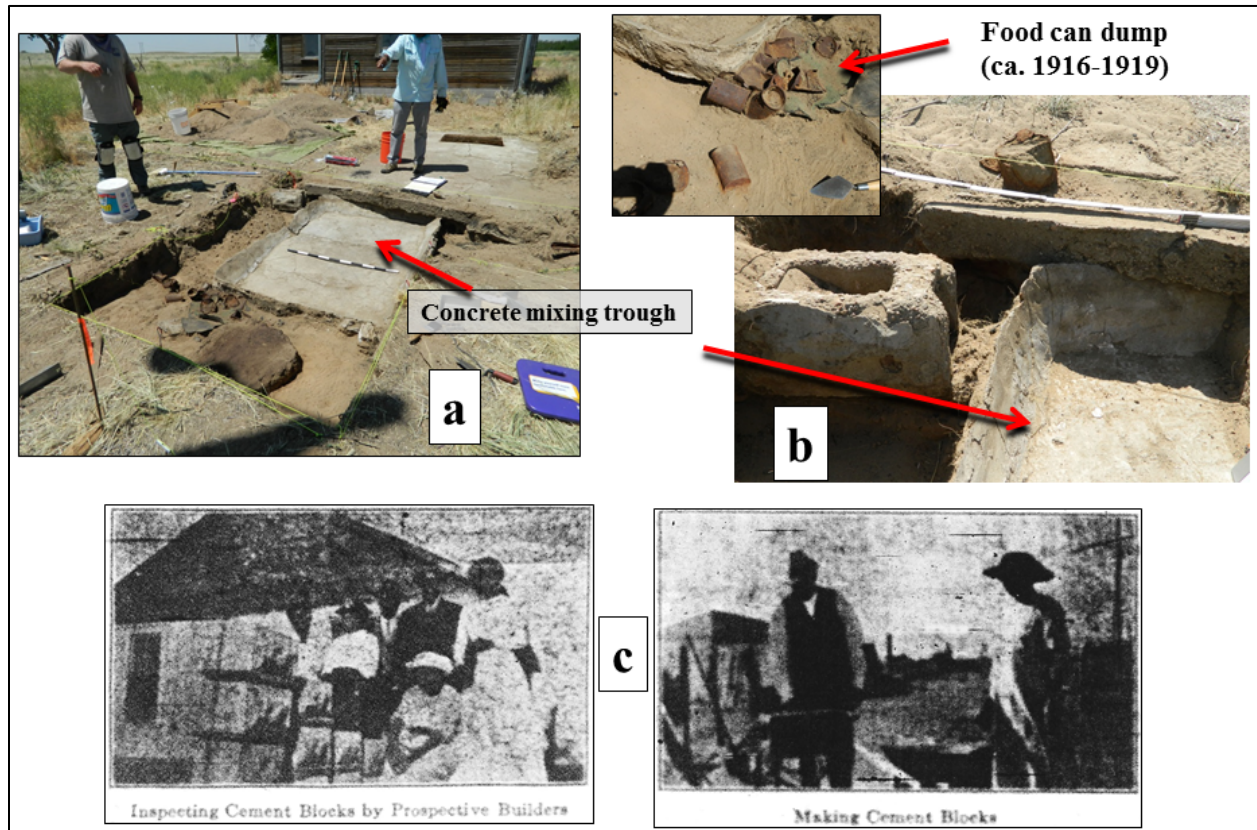 Food can dump
(ca. 1916-1919)
Concrete mixing trough
a
b
c
Inspecting Cement Blocks by Prospective Builders
Making Cement Blocks